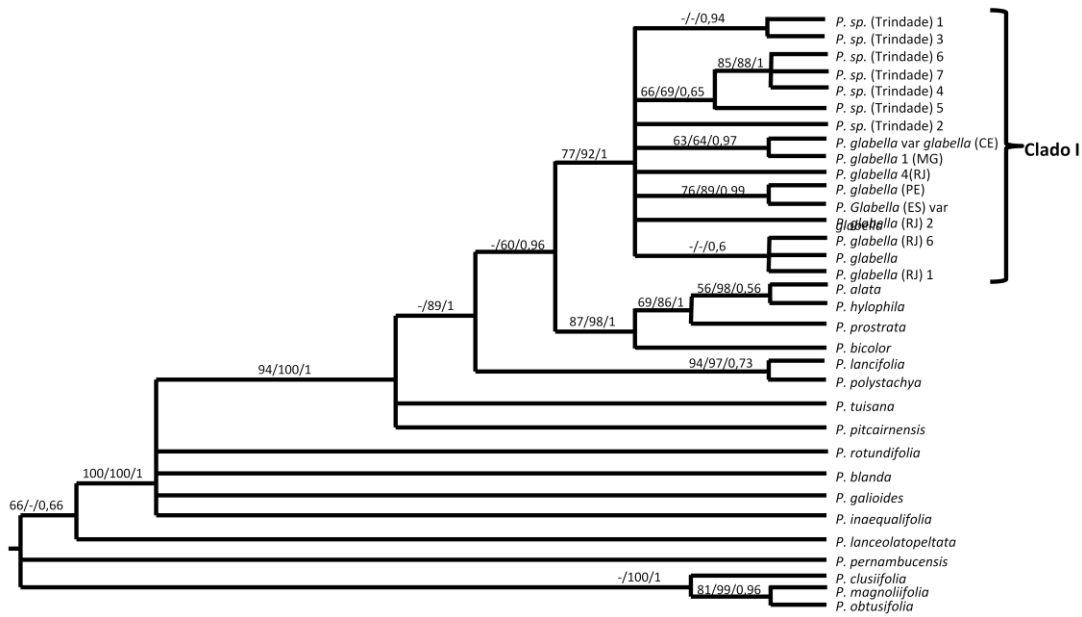 -/-/0,94
P. sp. (Trindade) 1
P. sp. (Trindade) 3
85/88/1
P. sp. (Trindade) 6
P. sp. (Trindade) 7
66/69/0,65
P. sp. (Trindade) 4
P. sp. (Trindade) 5
P. sp. (Trindade) 2
63/64/0,97
P. glabella var glabella (CE)
Clado I
77/92/1
P. glabella 1 (MG)
P. glabella 4(RJ)
76/89/0,99
P. glabella (PE)
P. Glabella (ES) var
glabella
P. glabella (RJ) 2
-/60/0,96
-/-/0,6
P. glabella (RJ) 6
P. glabella
P. glabella (RJ) 1
56/98/0,56
P. alata
69/86/1
P. hylophila
-/89/1
87/98/1
P. prostrata
P. bicolor
94/97/0,73
P. lancifolia
94/100/1
P. polystachya
P. tuisana
P. pitcairnensis
P. rotundifolia
100/100/1
P. blanda
66/-/0,66
P. galioides
P. inaequalifolia
P. lanceolatopeltata
P. pernambucensis
-/100/1
P. clusiifolia
81/99/0,96
P. magnoliifolia
P. obtusifolia